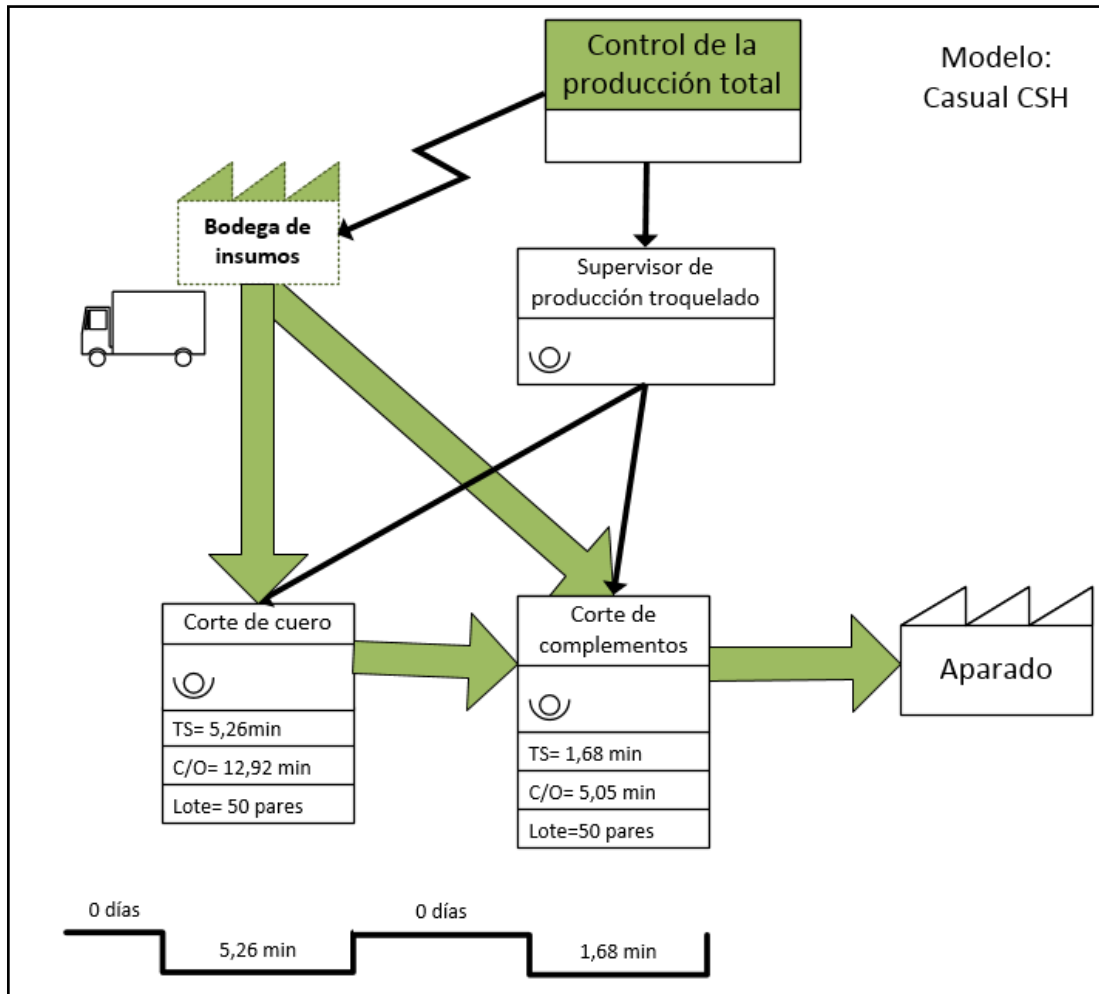 Control de la
producción total
Modelo:
Casual CSH
Bodega de
insumos
Supervisor de
producción troquelado
Corte de cuero
TS= 5,26min
C/O= 12,92 min
Lote= 50 pares
Corte de
complementos
TS= 1,68 min
C/O= 5,05 min
Lote=50 pares
Aparado
0 días
5,26 min
0 días
1,68 min